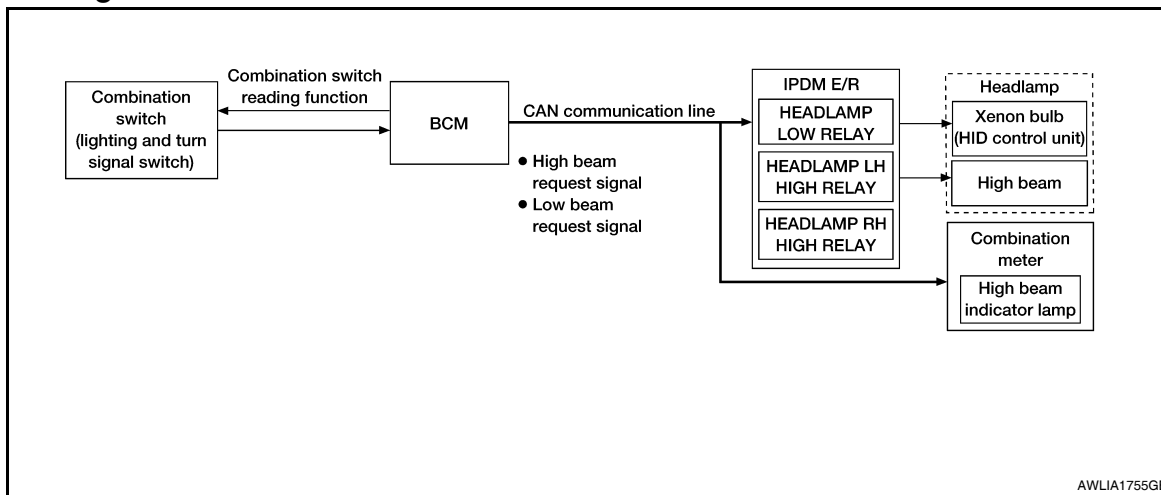 Combination
switch
(lighting and turn
signal switch)
Combination switch
reading function
BCM
CAN communication line
● High beam
request signal
● Low beam
request signal
IPDM E/R
HEADLAMP
LOW RELAY
HEADLAMP LH
HIGH RELAY
HEADLAMP RH
HIGH RELAY
Headlamp
Xenon bulb
(HID control unit)
High beam
Combination
meter
High beam
indicator lamp